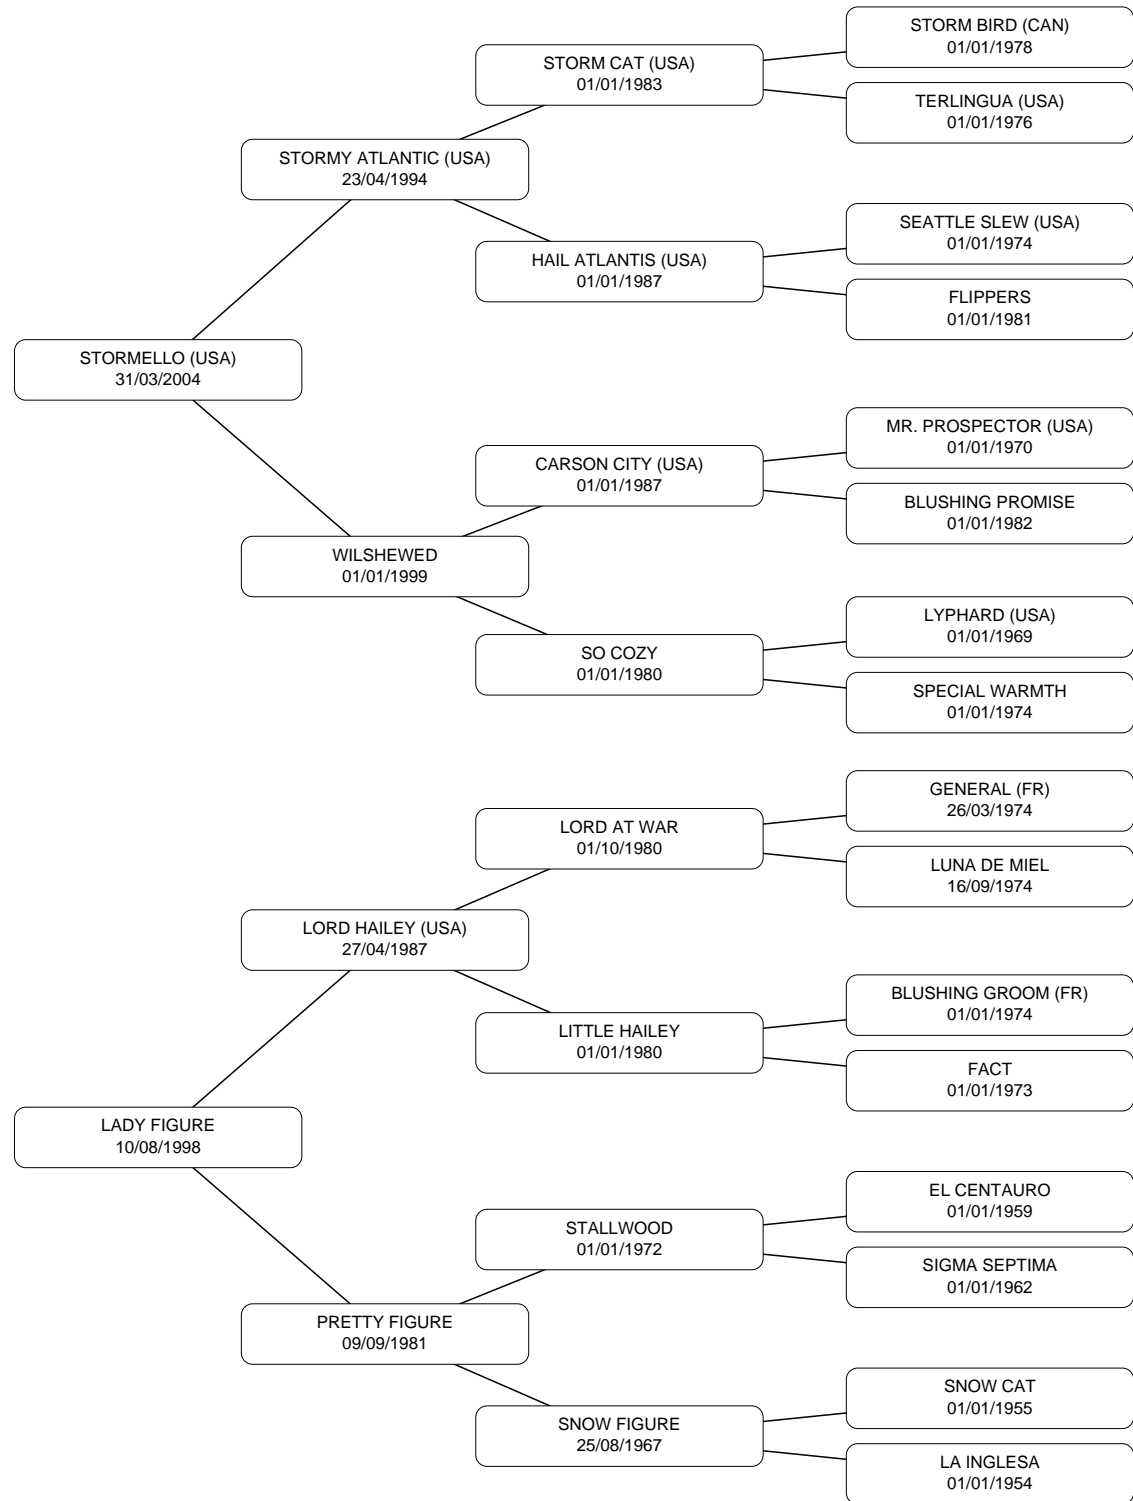 STORM BIRD (CAN)
01/01/1978
STORM CAT (USA)
01/01/1983
TERLINGUA (USA)
01/01/1976
STORMY ATLANTIC (USA)
23/04/1994
SEATTLE SLEW (USA)
01/01/1974
HAIL ATLANTIS (USA)
01/01/1987
FLIPPERS
01/01/1981
STORMELLO (USA)
31/03/2004
MR. PROSPECTOR (USA)
01/01/1970
CARSON CITY (USA)
01/01/1987
BLUSHING PROMISE
01/01/1982
WILSHEWED
01/01/1999
LYPHARD (USA)
01/01/1969
SO COZY
01/01/1980
SPECIAL WARMTH
01/01/1974
GENERAL (FR)
26/03/1974
LORD AT WAR
01/10/1980
LUNA DE MIEL
16/09/1974
LORD HAILEY (USA)
27/04/1987
BLUSHING GROOM (FR)
01/01/1974
LITTLE HAILEY
01/01/1980
FACT
01/01/1973
LADY FIGURE
10/08/1998
EL CENTAURO
01/01/1959
STALLWOOD
01/01/1972
SIGMA SEPTIMA
01/01/1962
PRETTY FIGURE
09/09/1981
SNOW CAT
01/01/1955
SNOW FIGURE
25/08/1967
LA INGLESA
01/01/1954